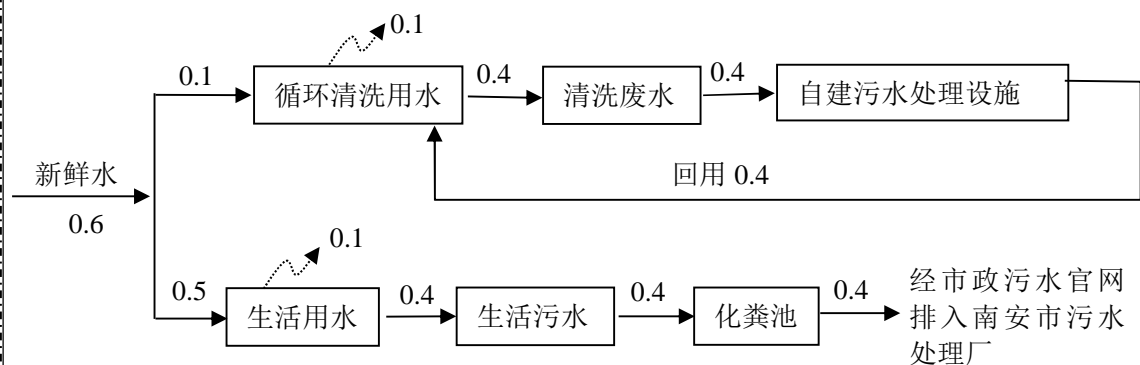 0.1
0.1
循环清洗用水
0.4
清洗废水
0.4
自建污水处理设施
新鲜水
0.6
回用 0.4
0.1
0.5
生活用水
0.4
生活污水
0.4
化粪池
0.4
经市政污水官网
排入南安市污水
处理厂